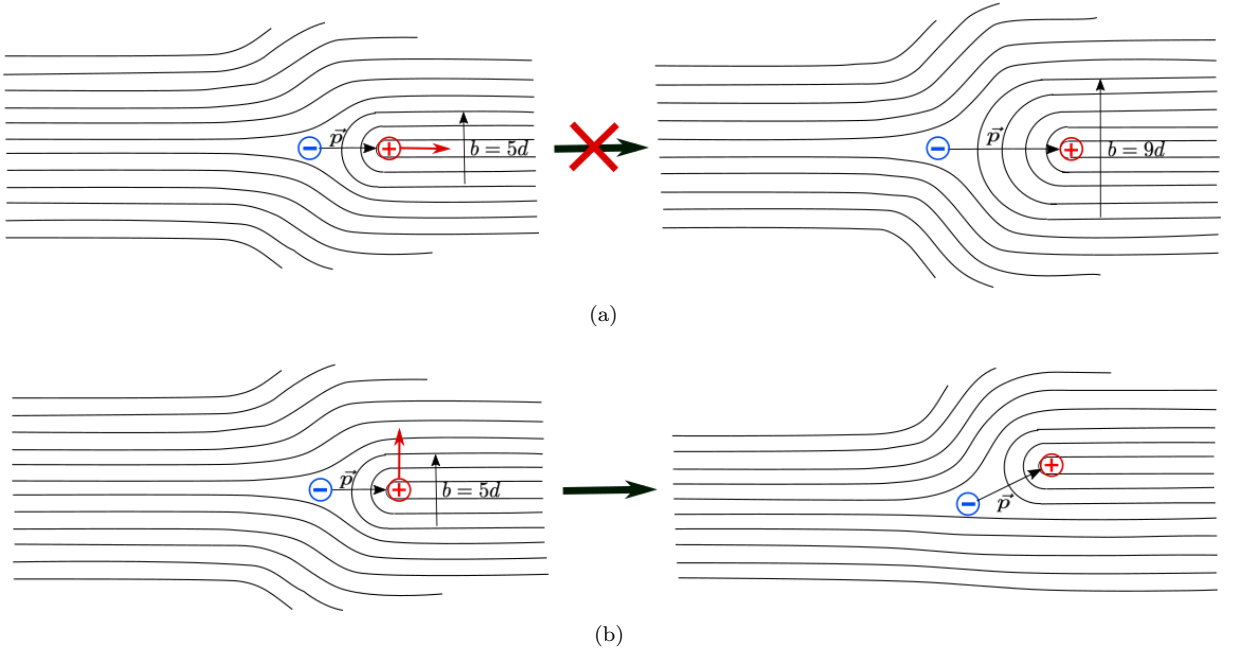 − p⃗ + b = 5d
− p⃗ + b = 9d
(a)
− p⃗ + b = 5d
− p⃗ +
(b)